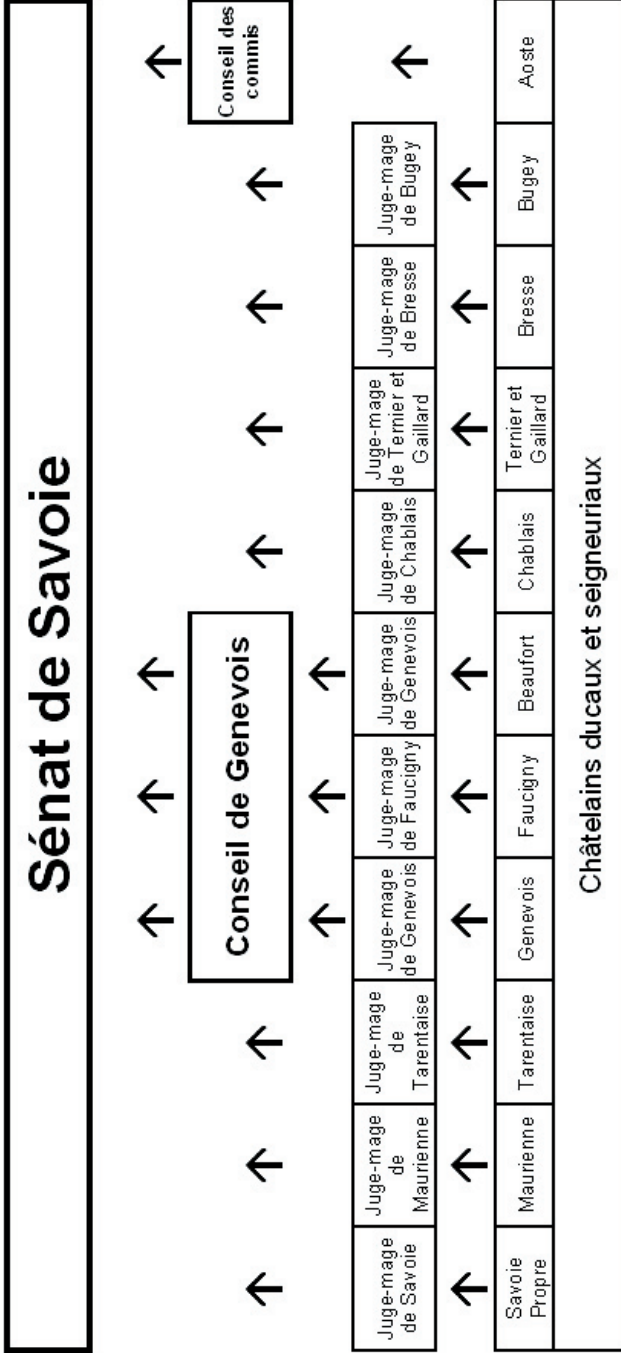 Sénat de Savoie
Conseil de Genevois
Conseil des
commis
Juge-mage
de Savoie
Juge-mage
de
Maurienne
Juge-mage
de
Tarentaise
Juge-mage
de Genevois
Juge-mage
de Faucigny
Juge-mage
de Genevois
Juge-mage
de Chablais
Juge-mage
de Ternier et
Gaillard
Juge-mage
de Bresse
Juge-mage
de Bugey
Savoie
Propre
Maurienne
Tarentaise
Genevois
Faucigny
Beaufort
Chablais
Ternier et
Gaillard
Bresse
Bugey
Aoste
Châtelains ducaux et seigneuriaux